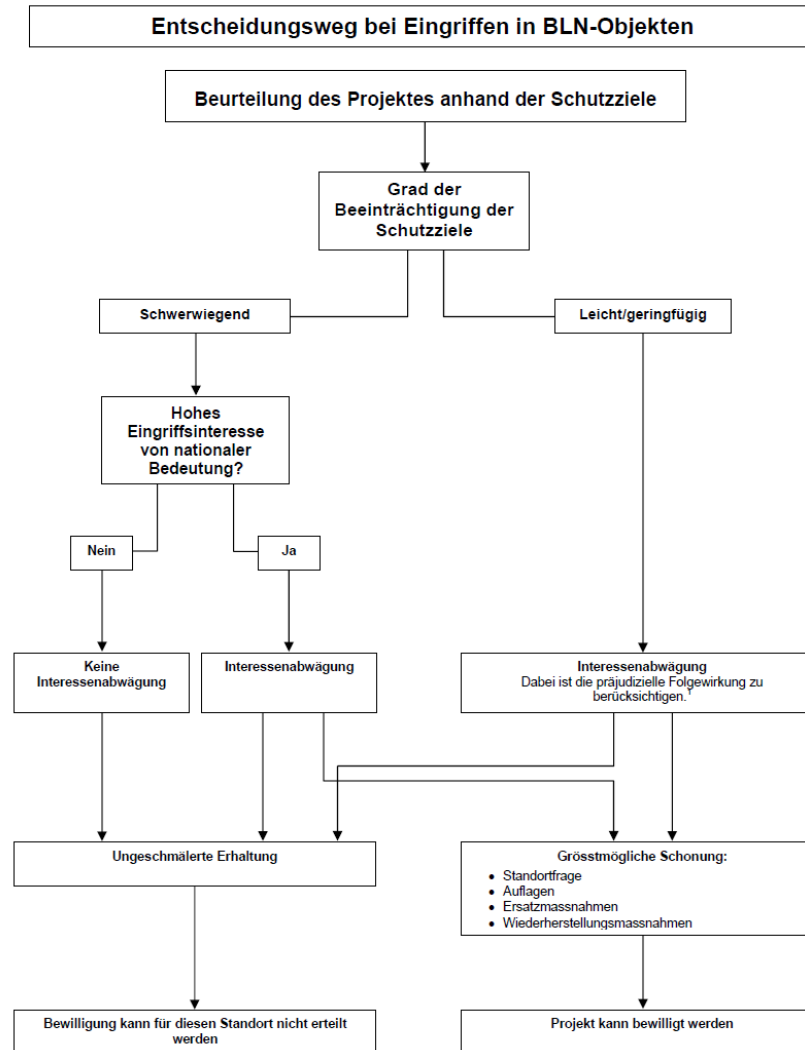 Entscheidungsweg bei Eingriffen in BLN-Objekten
Beurteilung des Projektes anhand der Schutzziele
Grad der
Beeinträchtigung der
Schutzziele
Schwerwiegend
Leicht/geringfügig
Hohes
Eingriffsinteresse
von nationaler
Bedeutung?
Nein
Ja
Keine
Interessenabwägung
Interessenabwägung
Interessenabwägung
Dabei ist die präjudizielle Folgewirkung zu
berücksichtigen.¹
Ungeschmälerte Erhaltung
Grösstmögliche Schonung:
• Standortfrage
• Auflagen
• Ersatzmassnahmen
• Wiederherstellungsmassnahmen
Bewilligung kann für diesen Standort nicht erteilt
werden
Projekt kann bewilligt werden